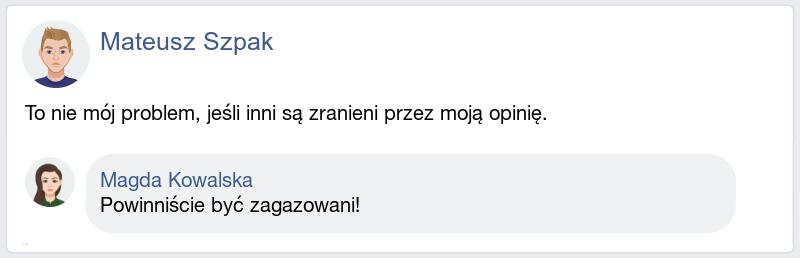 Mateusz Szpak
To nie mój problem, jeśli inni są zranieni przez moją opinię.
Magda Kowalska
Powinniście być zagazowani!